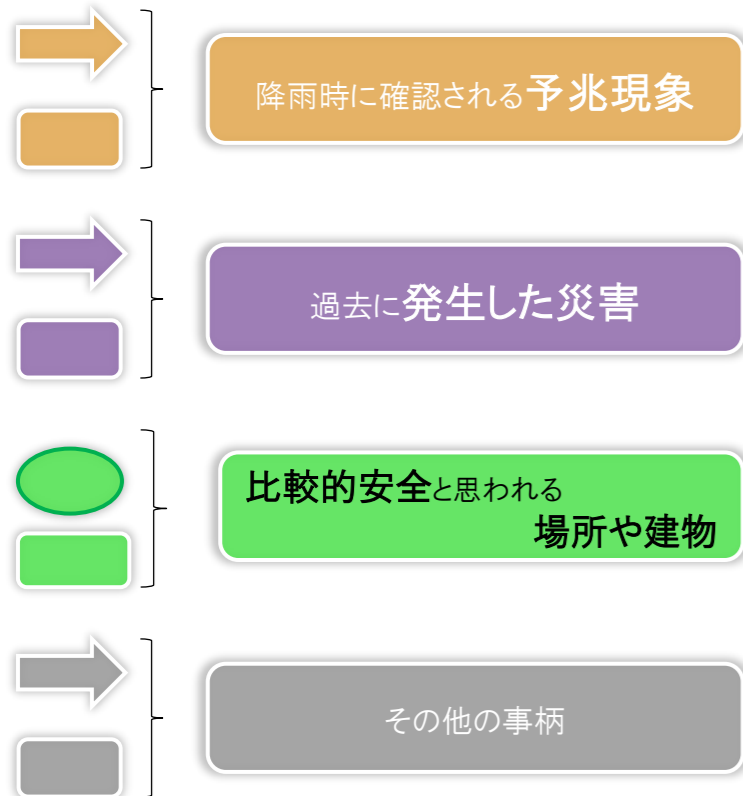 降雨時に確認される予兆現象
過去に発生した災害
比較的安全と思われる
場所や建物
その他の事柄